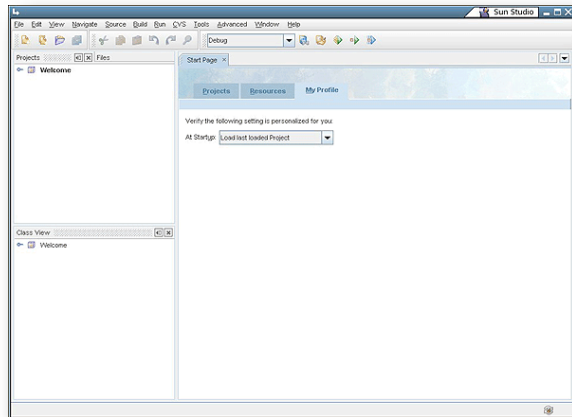 Sun Studio
File Edit View Navigate Source Build Run CVS Tools Advanced Window Help
Debug
Projects Files
Start Page
Welcome
Projects Resources My Profile
Verify the following setting is personalized for you:
At Startup: Load last loaded Project
Class View
Welcome